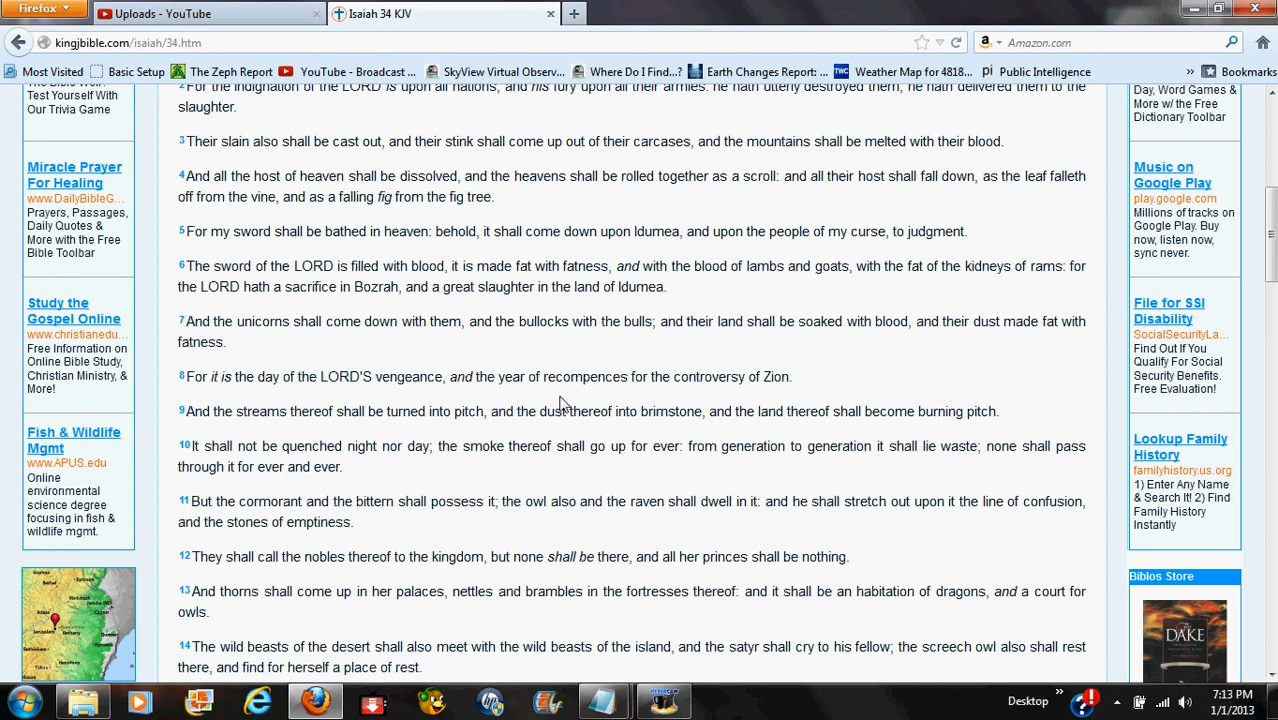 Firefox
Uploads - YouTube
Isaiah 34 KJV
kingjbible.com/isaiah/34.htm
Amazon.com
Most Visited
Basic Setup
The Zeph Report
YouTube - Broadcast ...
SkyView Virtual Observ...
Where Do I Find...?
Earth Changes Report: ...
Weather Map for 4818...
Public Intelligence
Bookmarks
Test Yourself With
Our Trivia Game
Miracle Prayer
For Healing
www.DailyBibleG...
Prayers, Passages,
Daily Quotes &
More with the Free
Bible Toolbar
Study the
Gospel Online
www.christianedu...
Free Information on
Online Bible Study,
Christian Ministry, &
More!
Fish & Wildlife
Mgmt
www.APUS.edu
Online
environmental
science degree
focusing in fish &
wildlife mgmt.
2For the indignation of the LORD is upon all nations, and his fury upon all their armies: he hath utterly destroyed them, he hath delivered them to the
slaughter.
3Their slain also shall be cast out, and their stink shall come up out of their carcases, and the mountains shall be melted with their blood.
4And all the host of heaven shall be dissolved, and the heavens shall be rolled together as a scroll: and all their host shall fall down, as the leaf falleth
off from the vine, and as a falling fig from the fig tree.
5For my sword shall be bathed in heaven: behold, it shall come down upon Idumea, and upon the people of my curse, to judgment.
6The sword of the LORD is filled with blood, it is made fat with fatness, and with the blood of lambs and goats, with the fat of the kidneys of rams: for
the LORD hath a sacrifice in Bozrah, and a great slaughter in the land of Idumea.
7And the unicorns shall come down with them, and the bullocks with the bulls; and their land shall be soaked with blood, and their dust made fat with
fatness.
8For it is the day of the LORD'S vengeance, and the year of recompences for the controversy of Zion.
9And the streams thereof shall be turned into pitch, and the dust thereof into brimstone, and the land thereof shall become burning pitch.
10It shall not be quenched night nor day; the smoke thereof shall go up for ever: from generation to generation it shall lie waste; none shall pass
through it for ever and ever.
11But the cormorant and the bittern shall possess it; the owl also and the raven shall dwell in it: and he shall stretch out upon it the line of confusion,
and the stones of emptiness.
12They shall call the nobles thereof to the kingdom, but none shall be there, and all her princes shall be nothing.
13And thorns shall come up in her palaces, nettles and brambles in the fortresses thereof: and it shall be an habitation of dragons, and a court for
owls.
14The wild beasts of the desert shall also meet with the wild beasts of the island, and the satyr shall cry to his fellow; the screech owl also shall rest
there, and find for herself a place of rest.
Day, Word Games &
More w/ the Free
Dictionary Toolbar
Music on
Google Play
play.google.com
Millions of tracks on
Google Play. Buy
now, listen now,
sync never.
File for SSI
Disability
SocialSecurityLa...
Find Out If You
Qualify For Social
Security Benefits.
Free Evaluation!
Lookup Family
History
familyhistory.us.org
1) Enter Any Name
& Search It! 2) Find
Family History
Instantly
Biblos Store
THE
DAKE
Desktop
7:13 PM
1/1/2013